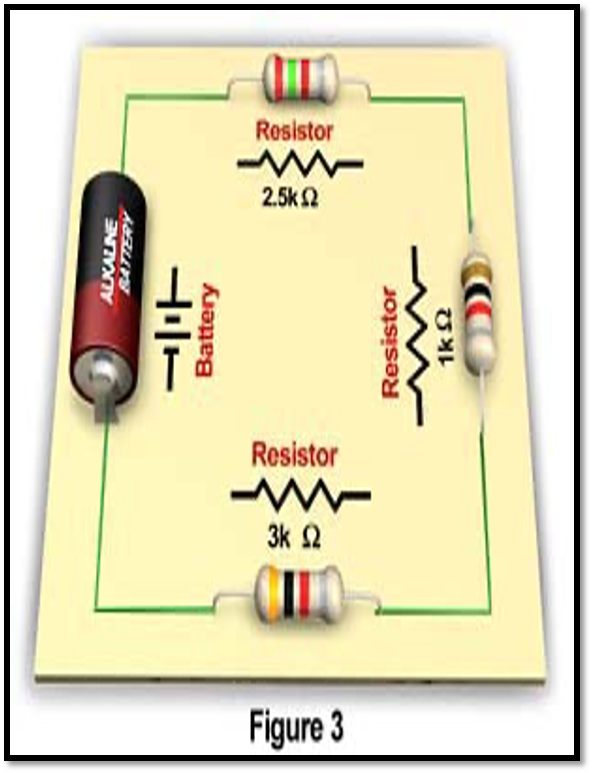 Resistor
2.5k Ω
ALKALINE
BATTERY
Battery
Resistor
1k Ω
Resistor
3k Ω
Figure 3